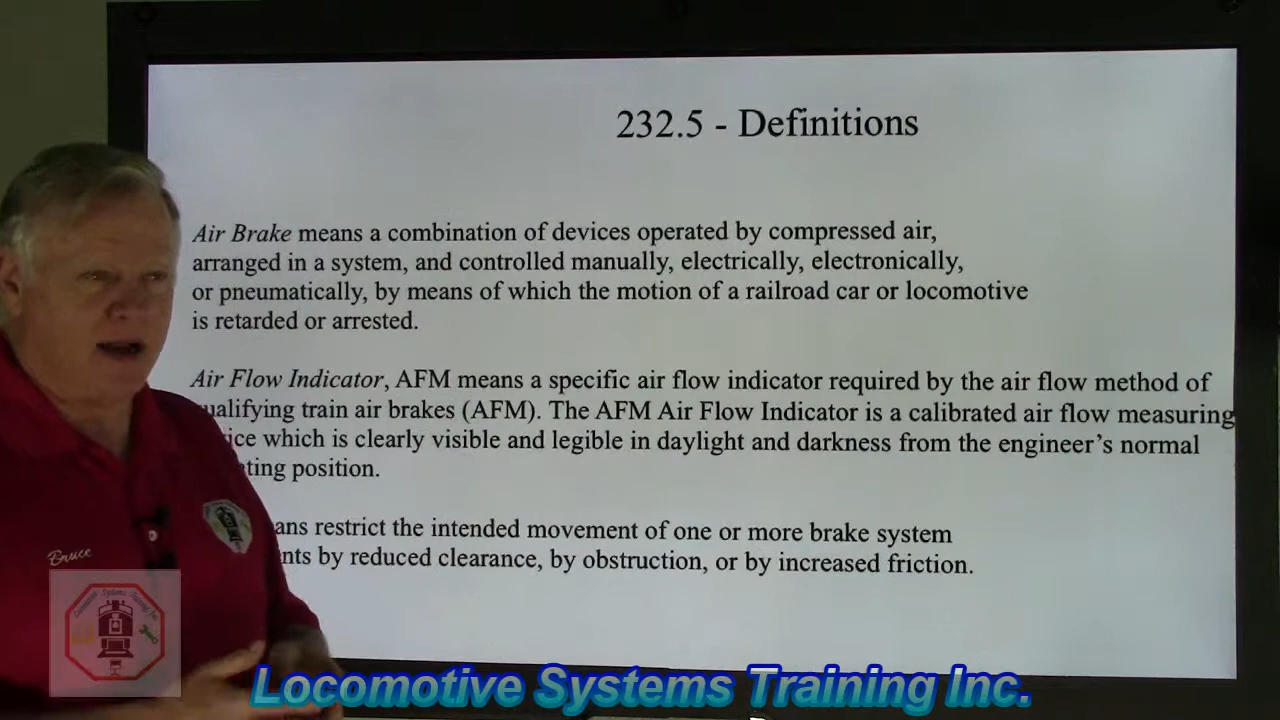 232.5 - Definitions
Air Brake means a combination of devices operated by compressed air,
arranged in a system, and controlled manually, electrically, electronically,
or pneumatically, by means of which the motion of a railroad car or locomotive
is retarded or arrested.
Air Flow Indicator, AFM means a specific air flow indicator required by the air flow method of
ualifying train air brakes (AFM). The AFM Air Flow Indicator is a calibrated air flow measuring
ice which is clearly visible and legible in daylight and darkness from the engineer's normal
ting position.
ans restrict the intended movement of one or more brake system
nts by reduced clearance, by obstruction, or by increased friction.
Bruce
Locomotive Systems Training Inc.
Locomotive Systems Training Inc.